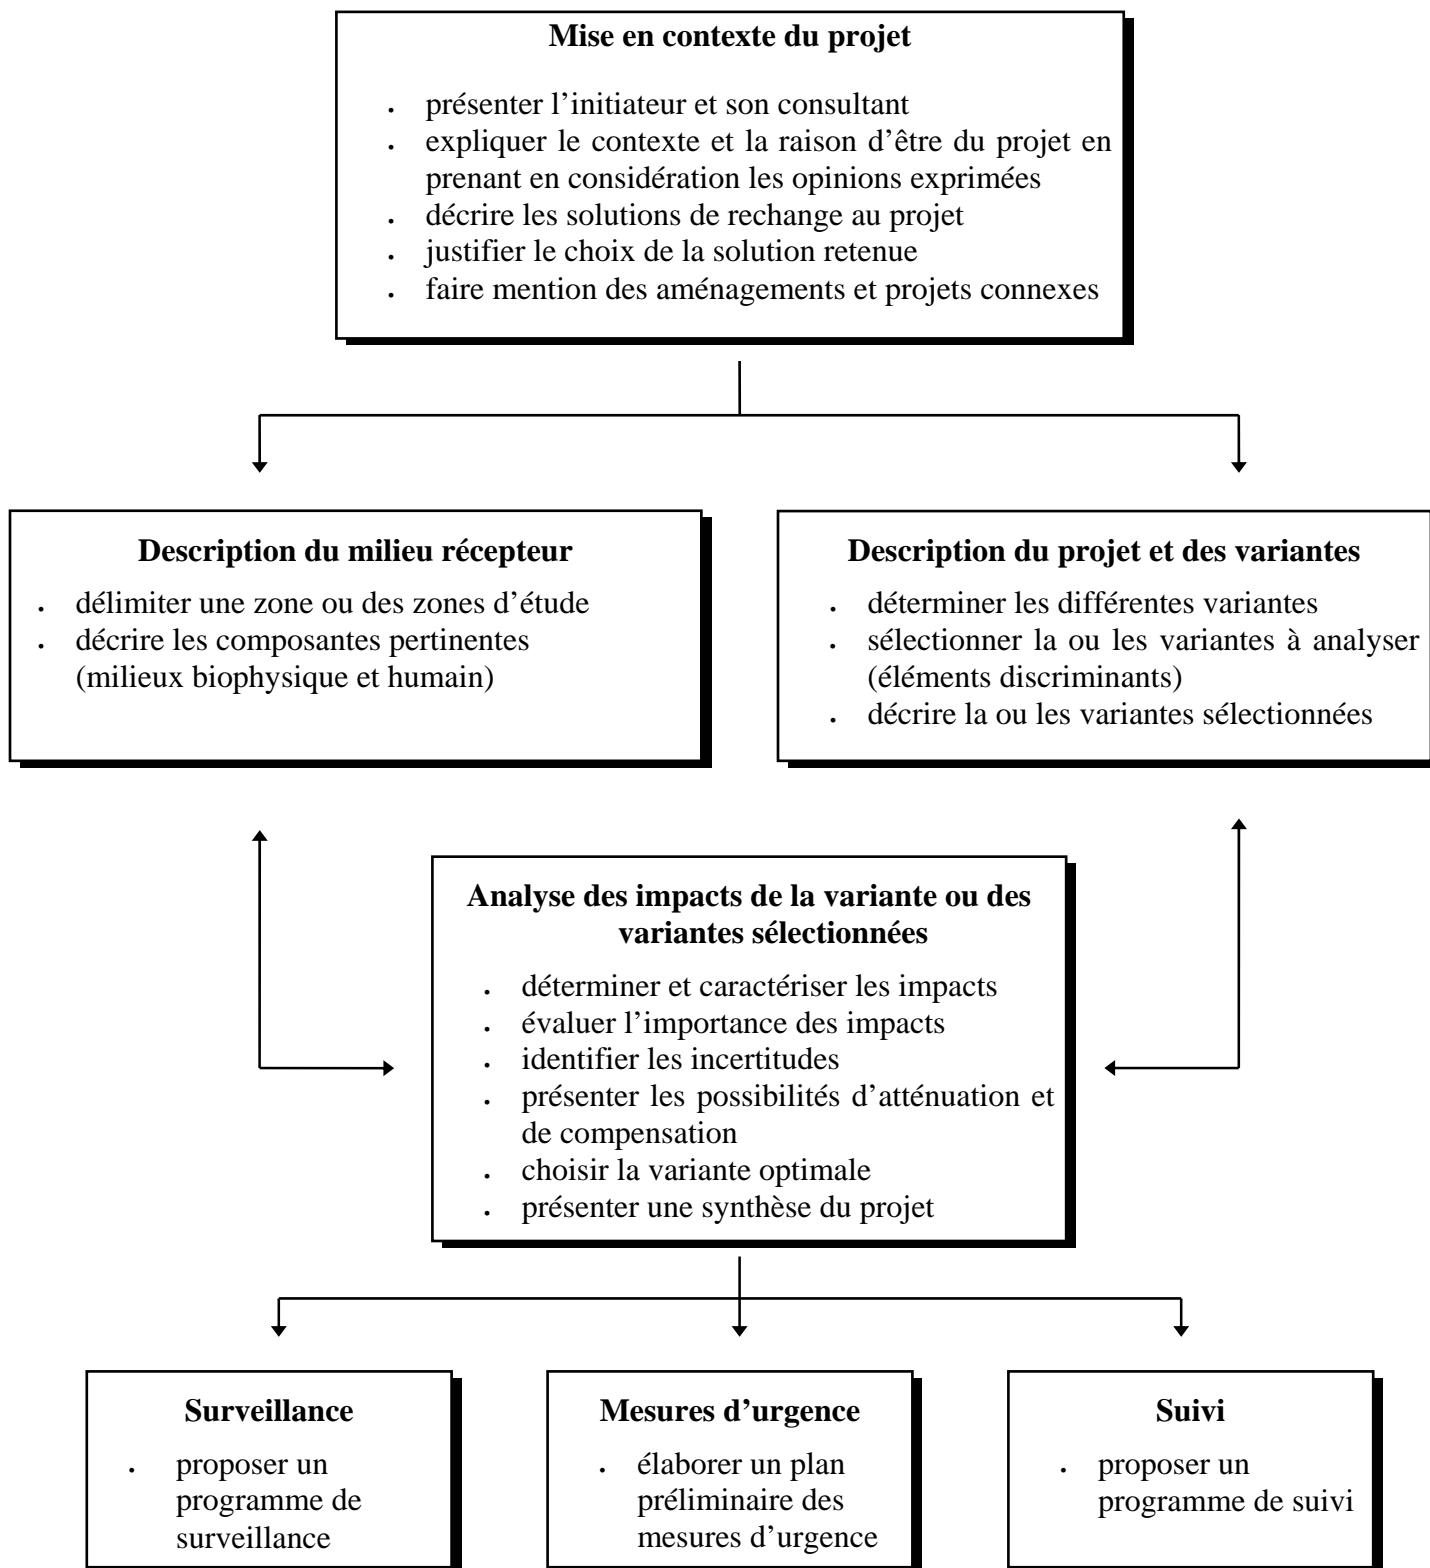 Mise en contexte du projet
. présenter l’initiateur et son consultant
. expliquer le contexte et la raison d’être du projet en
prenant en considération les opinions exprimées
. décrire les solutions de rechange au projet
. justifier le choix de la solution retenue
. faire mention des aménagements et projets connexes
Description du milieu récepteur
. délimiter une zone ou des zones d’étude
. décrire les composantes pertinentes
(milieux biophysique et humain)
Description du projet et des variantes
. déterminer les différentes variantes
. sélectionner la ou les variantes à analyser
(éléments discriminants)
. décrire la ou les variantes sélectionnées
Analyse des impacts de la variante ou des
variantes sélectionnées
. déterminer et caractériser les impacts
. évaluer l’importance des impacts
. identifier les incertitudes
. présenter les possibilités d’atténuation et
de compensation
. choisir la variante optimale
. présenter une synthèse du projet
Surveillance
. proposer un
programme de
surveillance
Mesures d’urgence
. élaborer un plan
préliminaire des
mesures d’urgence
Suivi
. proposer un
programme de suivi